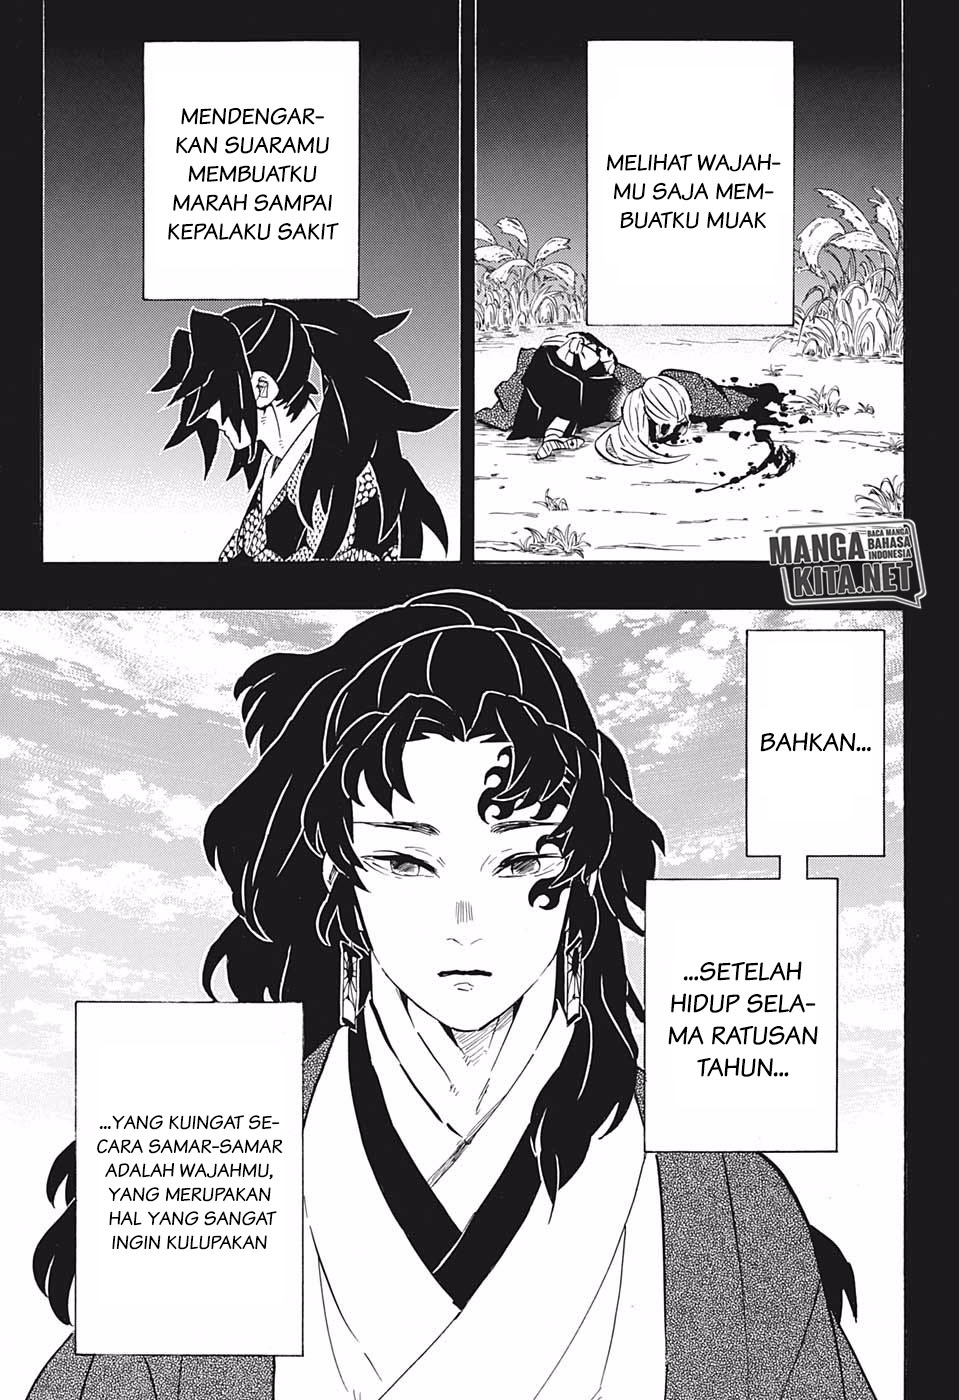 MELIHAT WAJAH-
MU SAJA MEM-
BUATKU MUAK
MENDENGAR-
KAN SUARAMU
MEMBUATKU
MARAH SAMPAI
KEPALAKU SAKIT
MANGA
KITA.NET
BACA MANGA
BAHASA
INDONESIA
BAHKAN...
...SETELAH
HIDUP SELA-
MA RATUSAN
TAHUN...
...YANG KUINGAT SE-
CARA SAMAR-SAMAR
ADALAH WAJAHMU,
YANG MERUPAKAN
HAL YANG SANGAT
INGIN KULUPAKAN